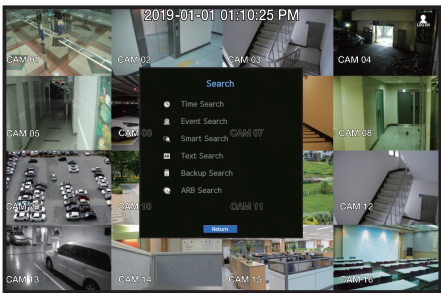 2019-01-01 01:10:25 PM
CAM 01
CAM 02
CAM 03
CAM 04
Search
Time Search
Event Search
Smart Search
Text Search
Backup Search
ARB Search
Return
CAM 05
CAM 07
CAM 08
CAM 10
CAM 11
CAM 12
CAM 13
CAM 14
CAM 15
CAM 16